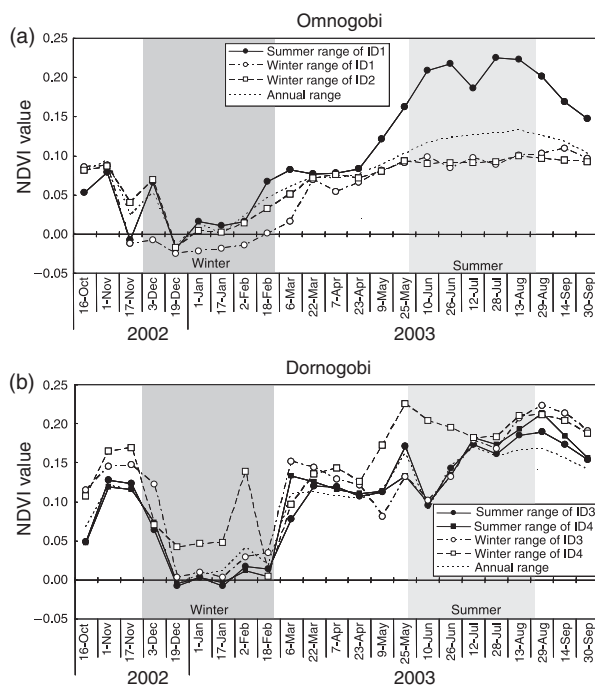 Omnogobi
(a)
0.25
0.20
0.15
0.10
0.05
0.00
−0.05
NDVI value
Summer range of ID1
Winter range of ID1
Winter range of ID2
Annual range
Winter
Summer
16-Oct
1-Nov
17-Nov
3-Dec
19-Dec
1-Jan
17-Jan
2-Feb
18-Feb
6-Mar
22-Mar
7-Apr
23-Apr
9-May
25-May
10-Jun
26-Jun
12-Jul
28-Jul
13-Aug
29-Aug
14-Sep
30-Sep
2002
2003
Dornogobi
(b)
0.25
0.20
0.15
0.10
0.05
0.00
−0.05
NDVI value
Summer range of ID3
Summer range of ID4
Winter range of ID3
Winter range of ID4
Annual range
Winter
Summer
16-Oct
1-Nov
17-Nov
3-Dec
19-Dec
1-Jan
17-Jan
2-Feb
18-Feb
6-Mar
22-Mar
7-Apr
23-Apr
9-May
25-May
10-Jun
26-Jun
12-Jul
28-Jul
13-Aug
29-Aug
14-Sep
30-Sep
2002
2003